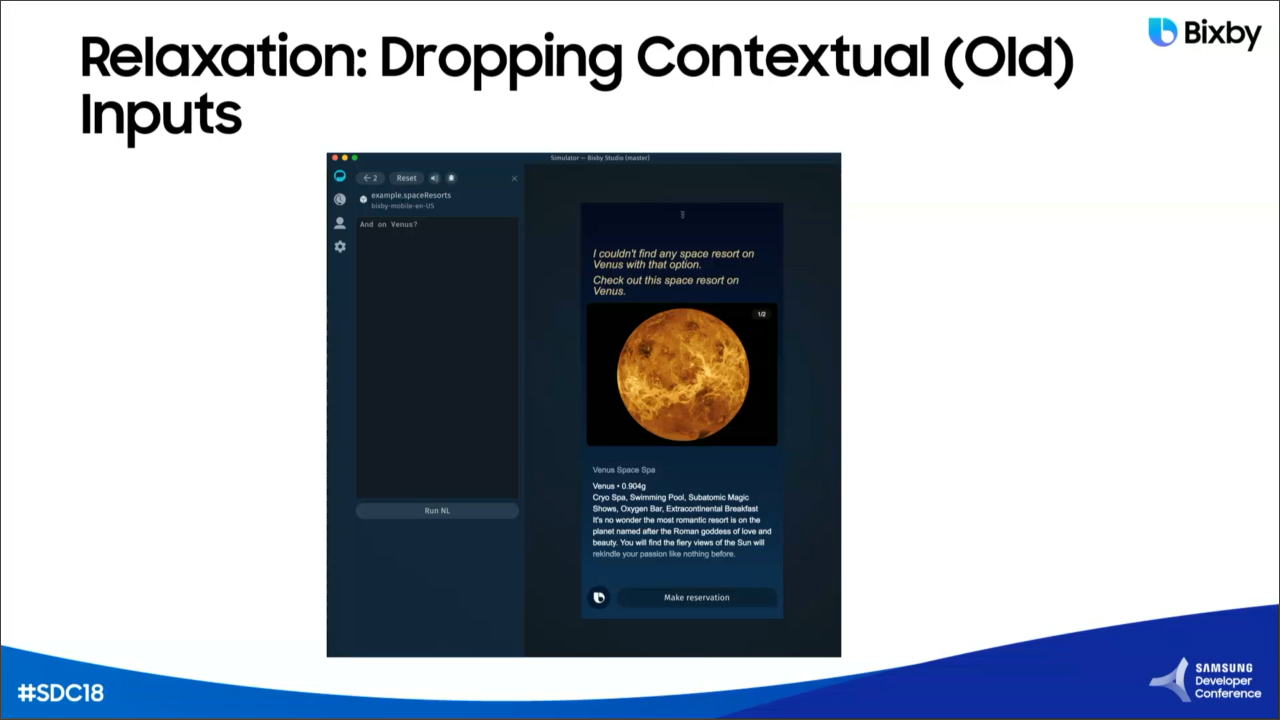 Relaxation: Dropping Contextual (Old)
Inputs
Bixby
Simulator — Bixby Studio (master)
← 2
Reset
example.spaceResorts
bixby-mobile-en-US
And on Venus?
Run NL
I couldn't find any space resort on
Venus with that option.
Check out this space resort on
Venus.
1/2
Venus Space Spa
Venus • 0.904g
Cryo Spa, Swimming Pool, Subatomic Magic
Shows, Oxygen Bar, Extracontinental Breakfast
It's no wonder the most romantic resort is on the
planet named after the Roman goddess of love and
beauty. You will find the fiery views of the Sun will
rekindle your passion like nothing before.
Make reservation
#SDC18
SAMSUNG
Developer
Conference